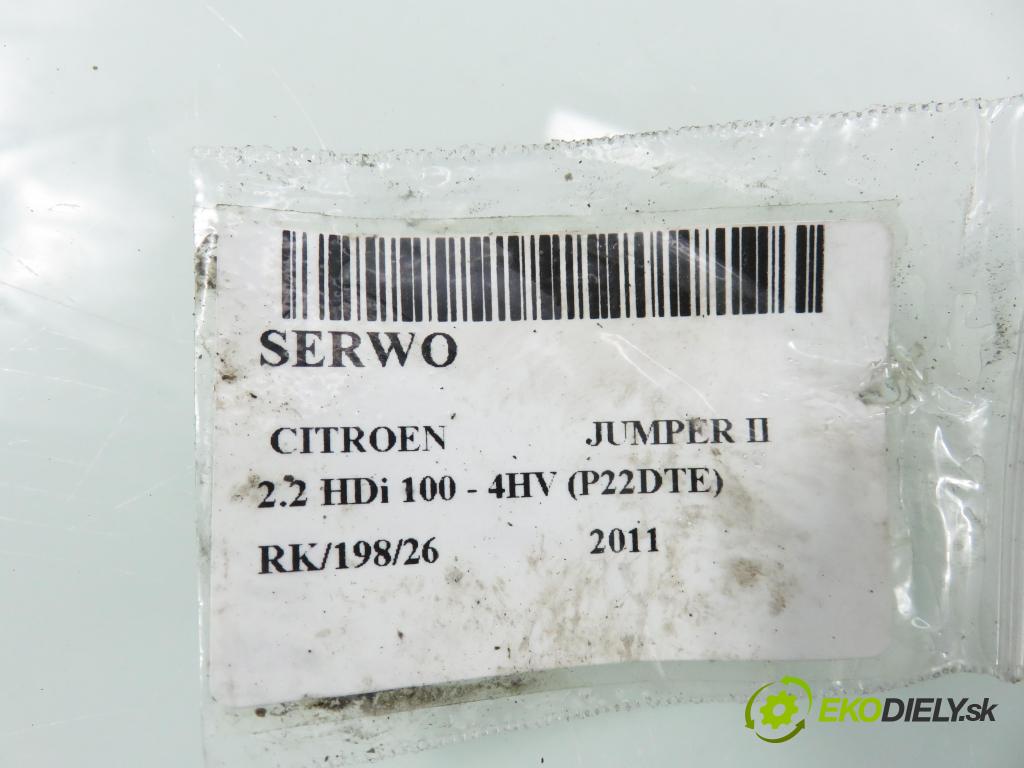 SERWO
CITROEN JUMPER II
2.2 HDi 100 - 4HV (P22DTE)
RK/198/26 2011
EKODIELY.sk